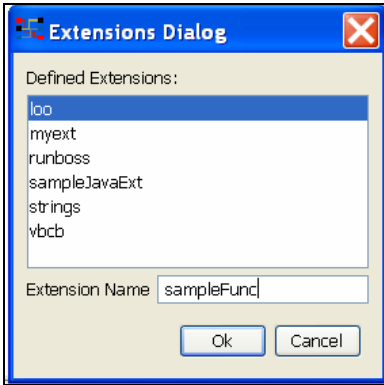 Extensions Dialog
Defined Extensions:
loo
myext
runboss
sampleJavaExt
strings
vbcb
Extension Name sampleFunc
Ok Cancel